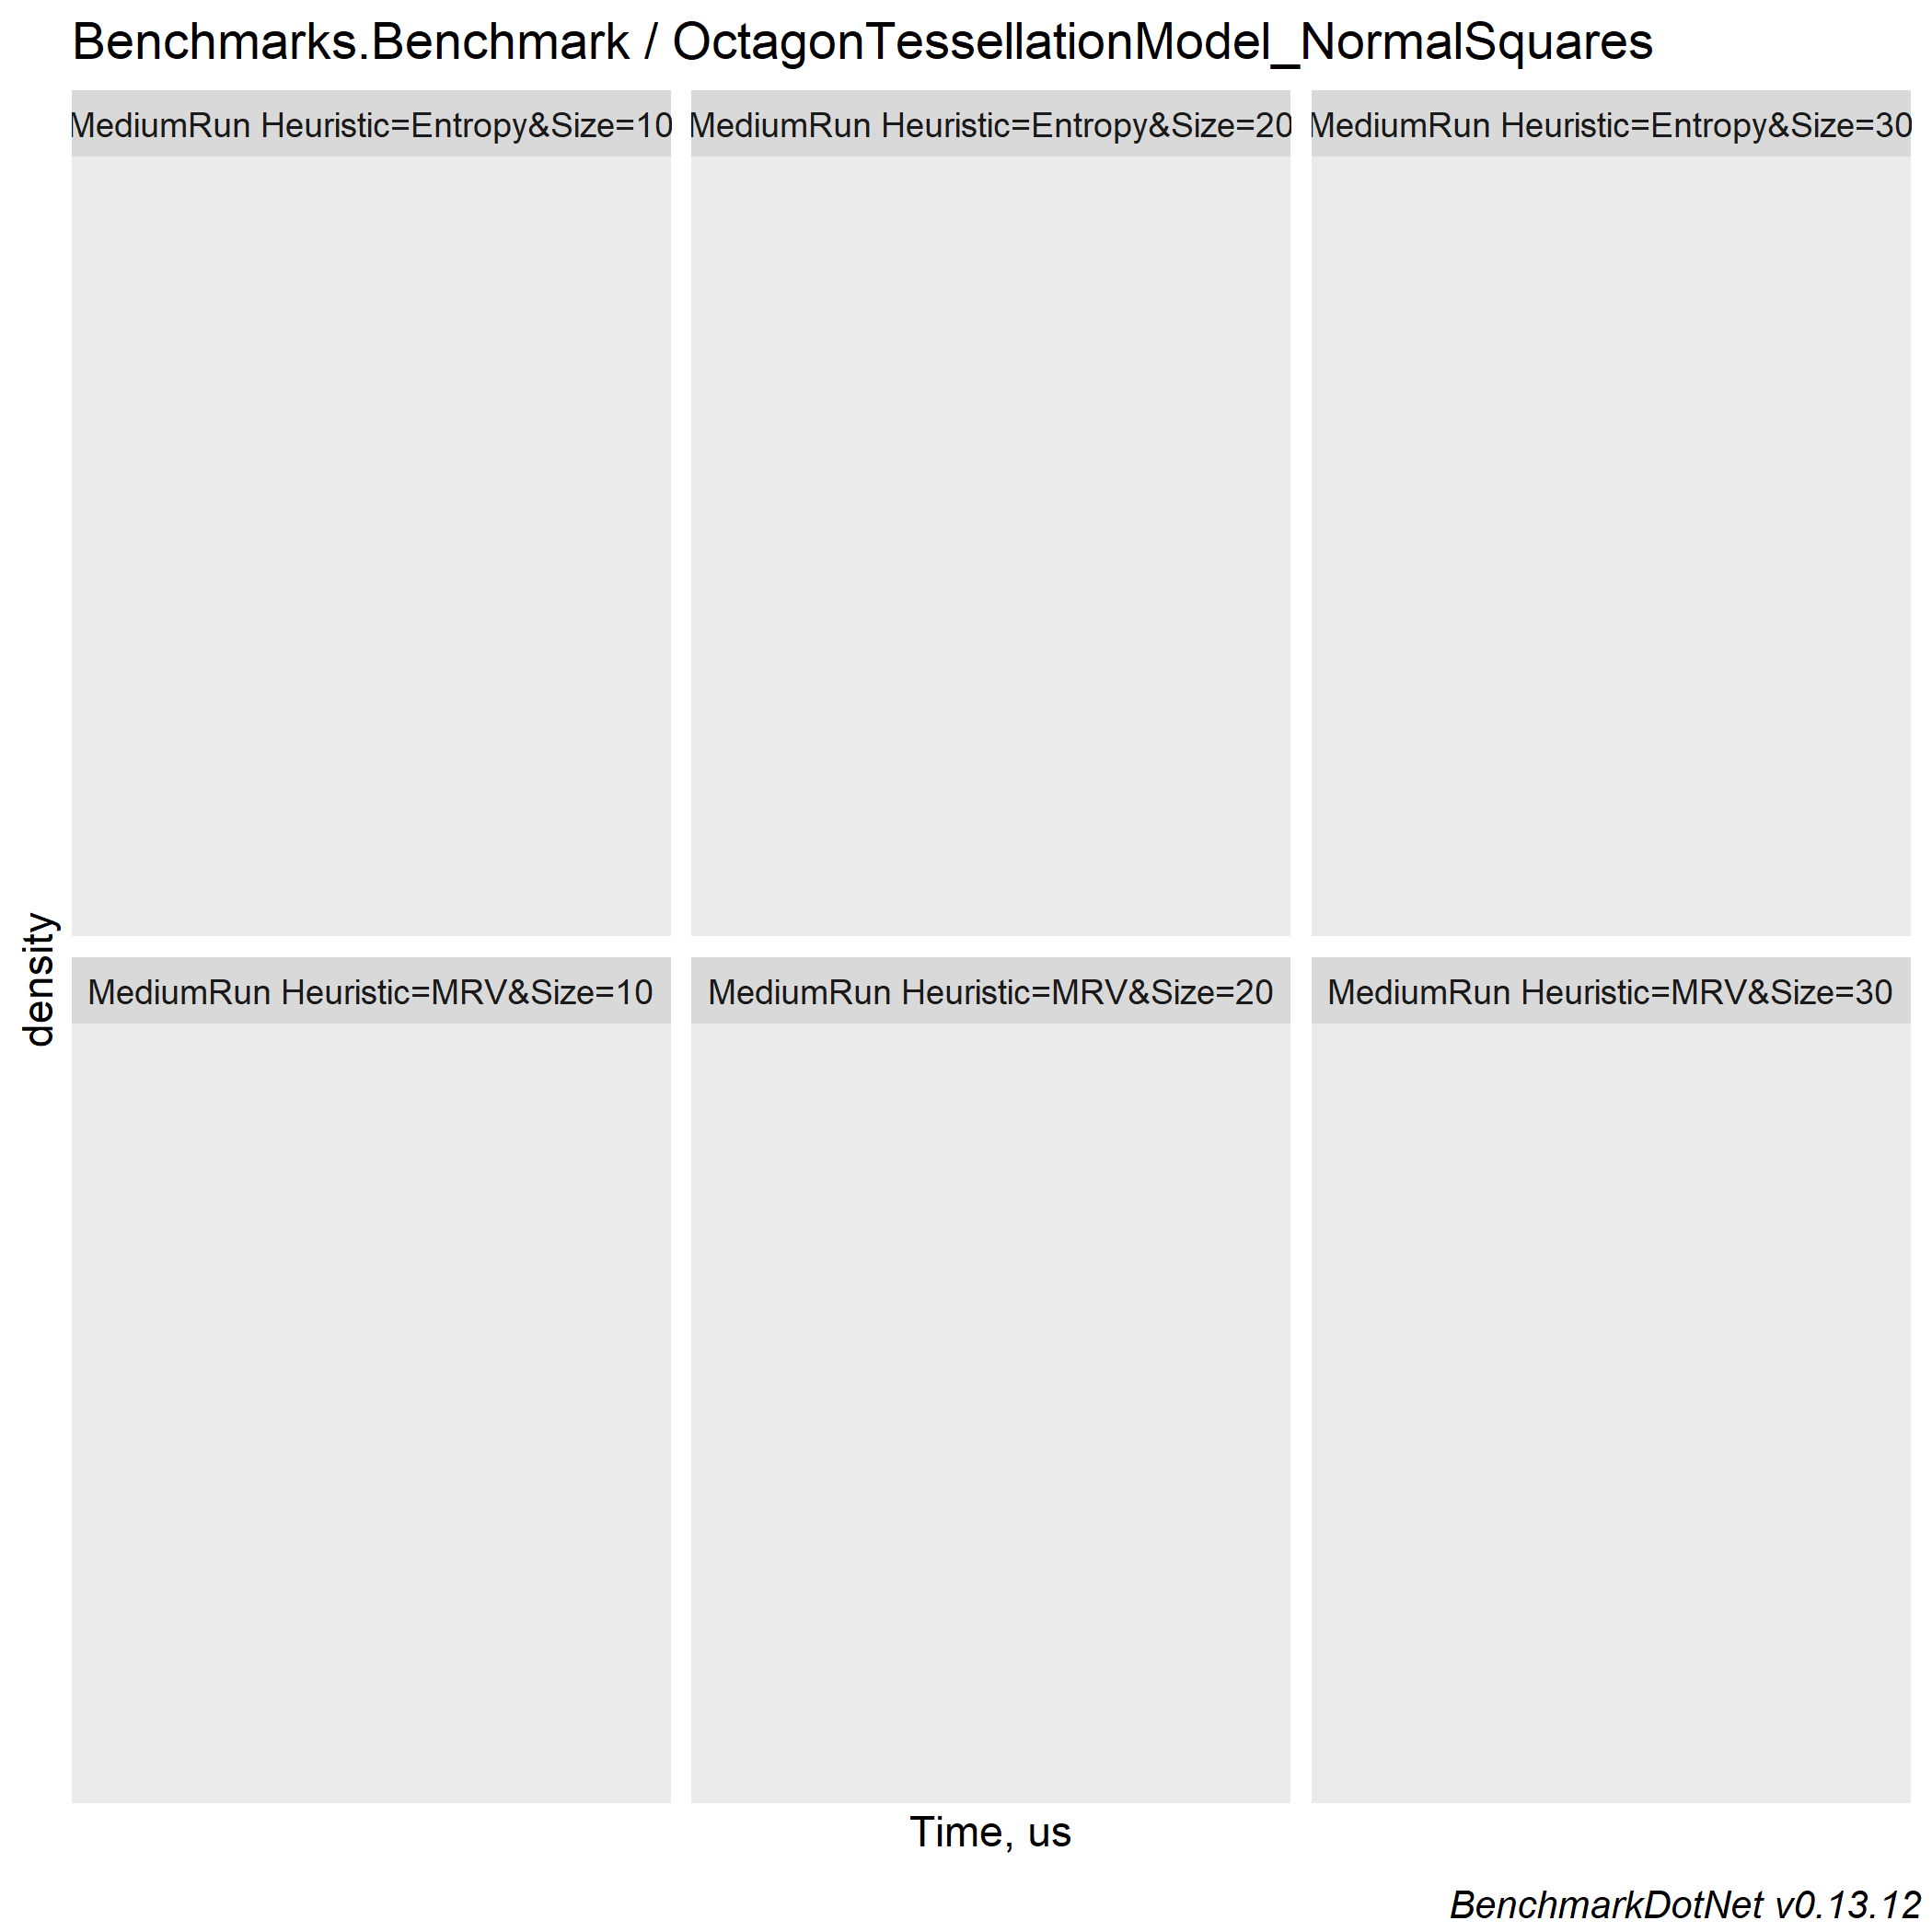 Benchmarks.Benchmark / OctagonTessellationModel_NormalSquares
MediumRun Heuristic=Entropy&Size=10
MediumRun Heuristic=Entropy&Size=20
MediumRun Heuristic=Entropy&Size=30
density
MediumRun Heuristic=MRV&Size=10
MediumRun Heuristic=MRV&Size=20
MediumRun Heuristic=MRV&Size=30
Time, us
BenchmarkDotNet v0.13.12